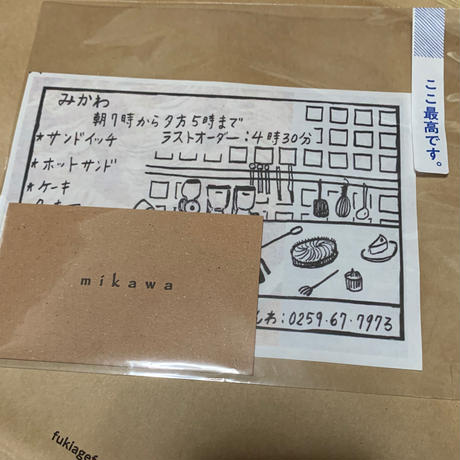 ここ最高です。
みかわ
朝7時から夕方5時まで
*サンドイッチ ラストオーダー:4時30分
*ホットサンド
*ケーキ
mikawa
わ:0259-67-7973
fukiagef